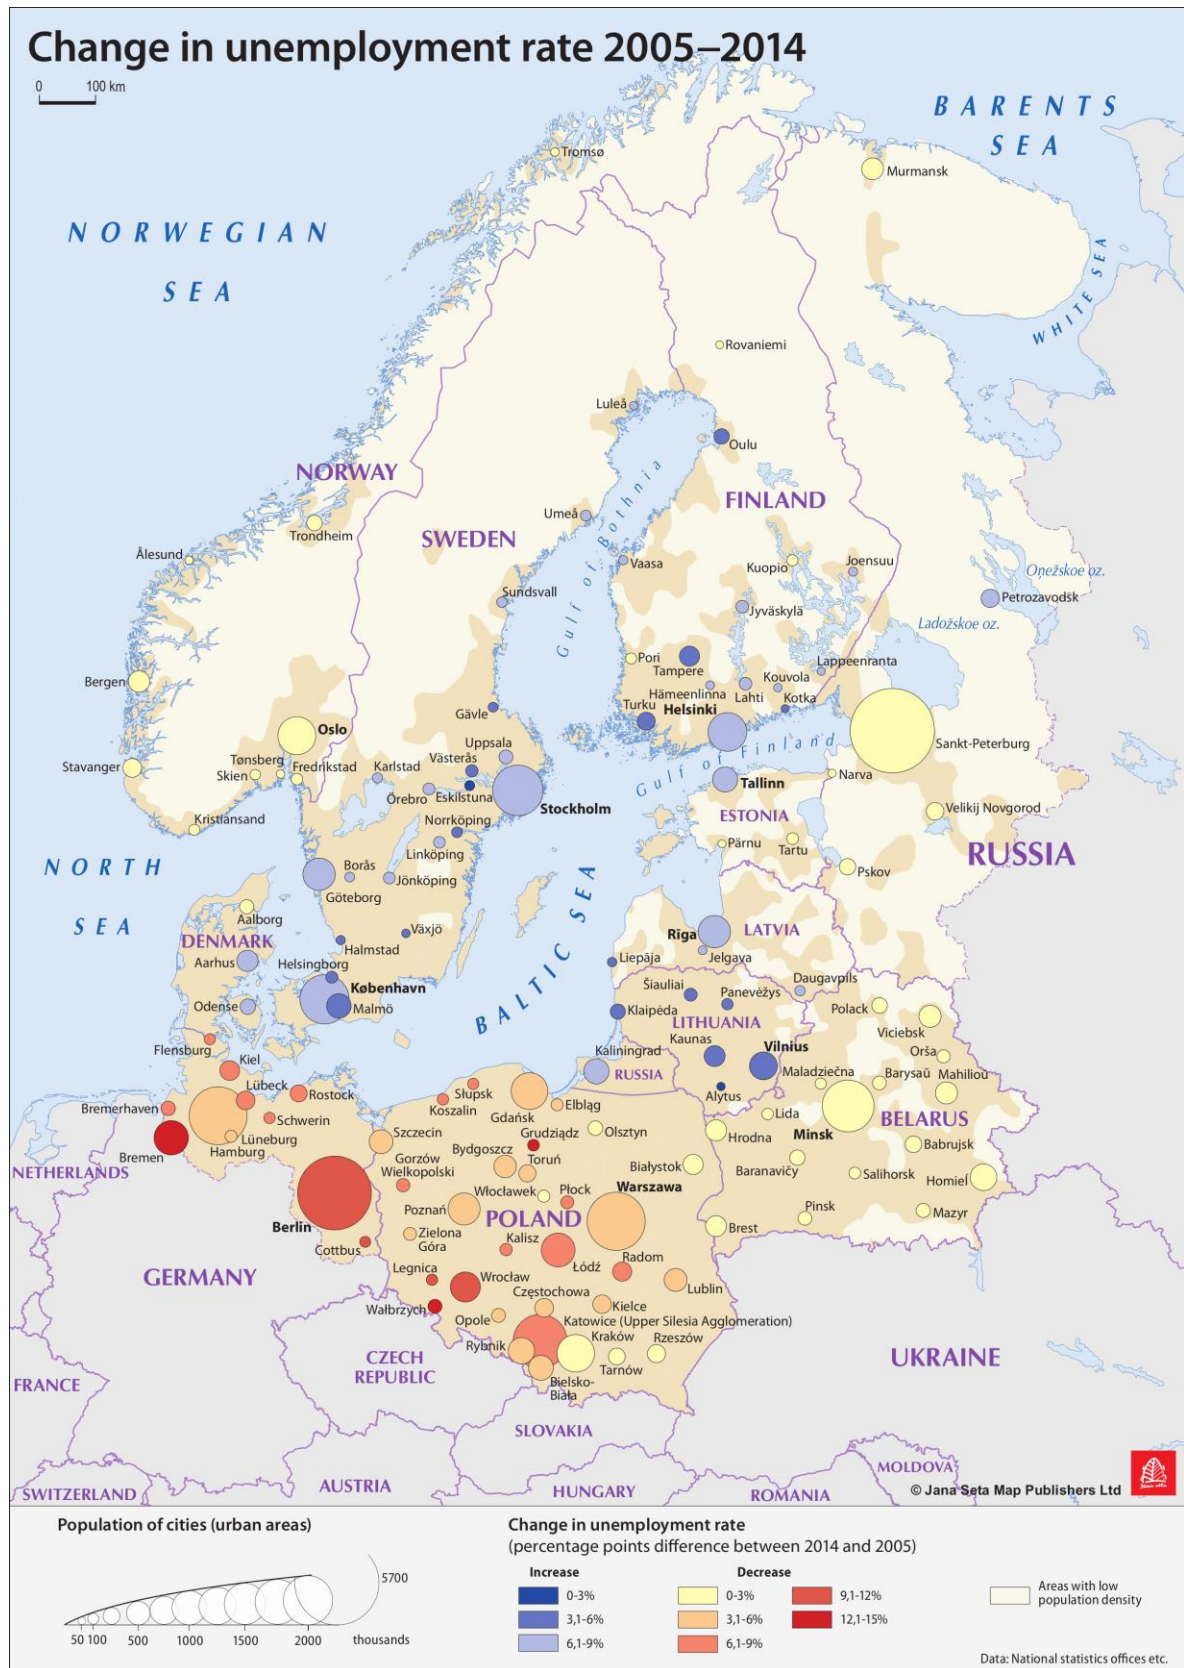 Change in unemployment rate 2005–2014
0 100 km
BARENTS
SEA
Tromsø
Murmansk
NORWEGIAN
SEA
WHITE SEA
Rovaniemi
Luleå
Oulu
NORWAY
FINLAND
Gulf of Bothnia
Umeå
Trondheim
SWEDEN
Ålesund
Vaasa
Kuopio
Joensuu
Oņežskoe oz.
Sundsvall
Petrozavodsk
Jyväskylä
Ladožskoe oz.
Pori
Tampere
Lappeenranta
Bergen
Hämeenlinna
Kouvola
Lahti
Kotka
Turku
Helsinki
Gävle
Oslo
Uppsala
Sankt-Peterburg
Gulf of Finland
Tønsberg
Västerås
Stavanger
Skien
Fredrikstad
Karlstad
Narva
Tallinn
Örebro
Eskilstuna
Stockholm
Velikij Novgorod
Kristiansand
Norrköping
ESTONIA
Linköping
Pärnu
Tartu
RUSSIA
NORTH
SEA
Borås
Jönköping
Pskov
Göteborg
Aalborg
BALTIC SEA
Växjö
Rīga
LATVIA
DENMARK
Halmstad
Jelgava
Aarhus
Helsingborg
Liepāja
Daugavpils
Šiauliai
København
Panevėžys
Odense
Malmö
Klaipėda
Polack
LITHUANIA
Viciebsk
Flensburg
Kaunas
Vilnius
Kaliningrad
Orša
Kiel
Maladziečna
Barysaŭ
Mahilioŭ
RUSSIA
Lübeck
Rostock
Słupsk
Alytus
Bremerhaven
Schwerin
Koszalin
Gdańsk
Elbląg
Lida
BELARUS
Lüneburg
Szczecin
Grudziądz
Olsztyn
Hrodna
Minsk
Babrujsk
Bremen
Hamburg
Bydgoszcz
Toruń
NETHERLANDS
Gorzów
Wielkopolski
Białystok
Baranavičy
Salihorsk
Homieĺ
Włocławek
Płock
Warszawa
Poznań
POLAND
Pinsk
Mazyr
Berlin
Zielona
Góra
Kalisz
Brest
Cottbus
Łódź
Radom
GERMANY
Legnica
Wrocław
Lublin
Częstochowa
Wałbrzych
Opole
Kielce
Katowice (Upper Silesia Agglomeration)
Kraków
Rzeszów
Rybnik
CZECH
REPUBLIC
Tarnów
UKRAINE
Bielsko-
Biała
FRANCE
SLOVAKIA
AUSTRIA
MOLDOVA
SWITZERLAND
HUNGARY
ROMANIA
© Jana Seta Map Publishers Ltd
Population of cities (urban areas)
5700
50 100 500 1000 1500 2000 thousands
Change in unemployment rate
(percentage points difference between 2014 and 2005)
Increase Decrease
0-3% 0-3% 9,1-12%
3,1-6% 3,1-6% 12,1-15%
6,1-9% 6,1-9%
Areas with low
population density
Data: National statistics offices etc.